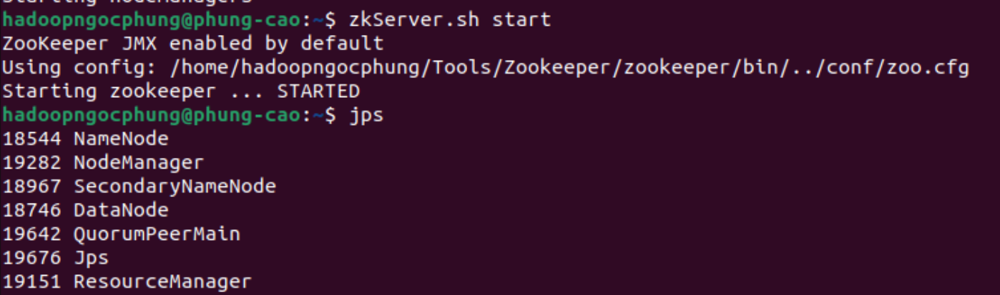 hadoopngocphung@phung-cao:~$ zkServer.sh start
ZooKeeper JMX enabled by default
Using config: /home/hadoopngocphung/Tools/Zookeeper/zookeeper/bin/../conf/zoo.cfg
Starting zookeeper ... STARTED
hadoopngocphung@phung-cao:~$ jps
18544 NameNode
19282 NodeManager
18967 SecondaryNameNode
18746 DataNode
19642 QuorumPeerMain
19676 Jps
19151 ResourceManager